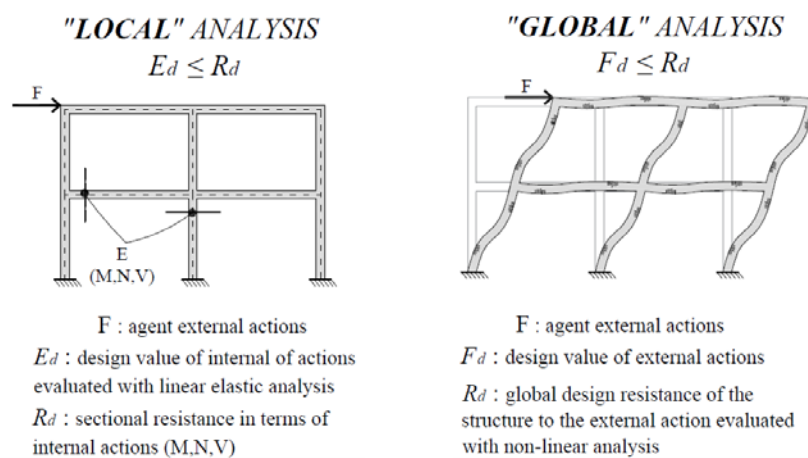 "LOCAL" ANALYSIS
Ed ≤ Rd
F
E
(M,N,V)
F : agent external actions
Ed : design value of internal of actions
evaluated with linear elastic analysis
Rd : sectional resistance in terms of
internal actions (M,N,V)
"GLOBAL" ANALYSIS
Fd ≤ Rd
F
F : agent external actions
Fd : design value of external actions
Rd : global design resistance of the
structure to the external action evaluated
with non-linear analysis